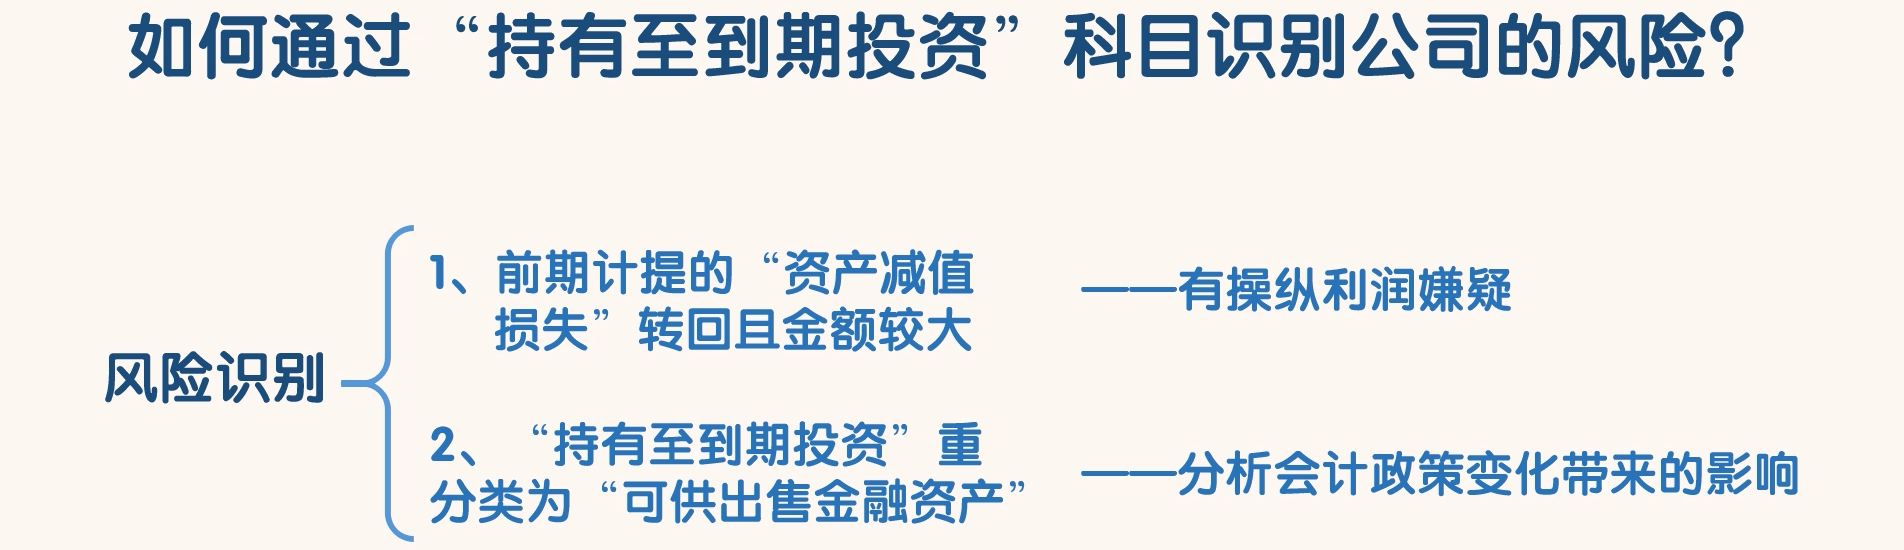 如何通过“持有至到期投资”科目识别公司的风险？
风险识别
1、前期计提的“资产减值
损失”转回且金额较大
——有操纵利润嫌疑
2、“持有至到期投资”重
分类为“可供出售金融资产”
——分析会计政策变化带来的影响